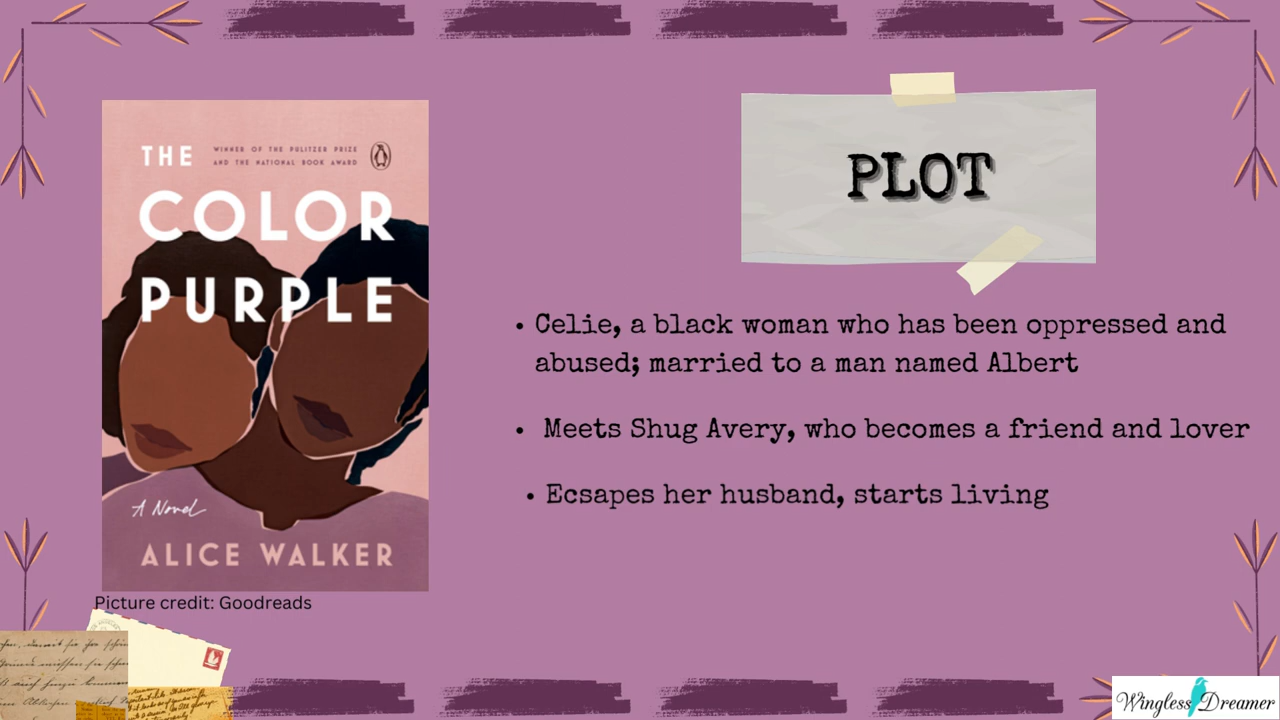 THE
WINNER OF THE PULITZER PRIZE
AND THE NATIONAL BOOK AWARD
COLOR
PURPLE
A Novel
ALICE WALKER
Picture credit: Goodreads
PLOT
• Celie, a black woman who has been oppressed and
abused; married to a man named Albert
• Meets Shug Avery, who becomes a friend and lover
• Ecsapes her husband, starts living
Wingless Dreamer